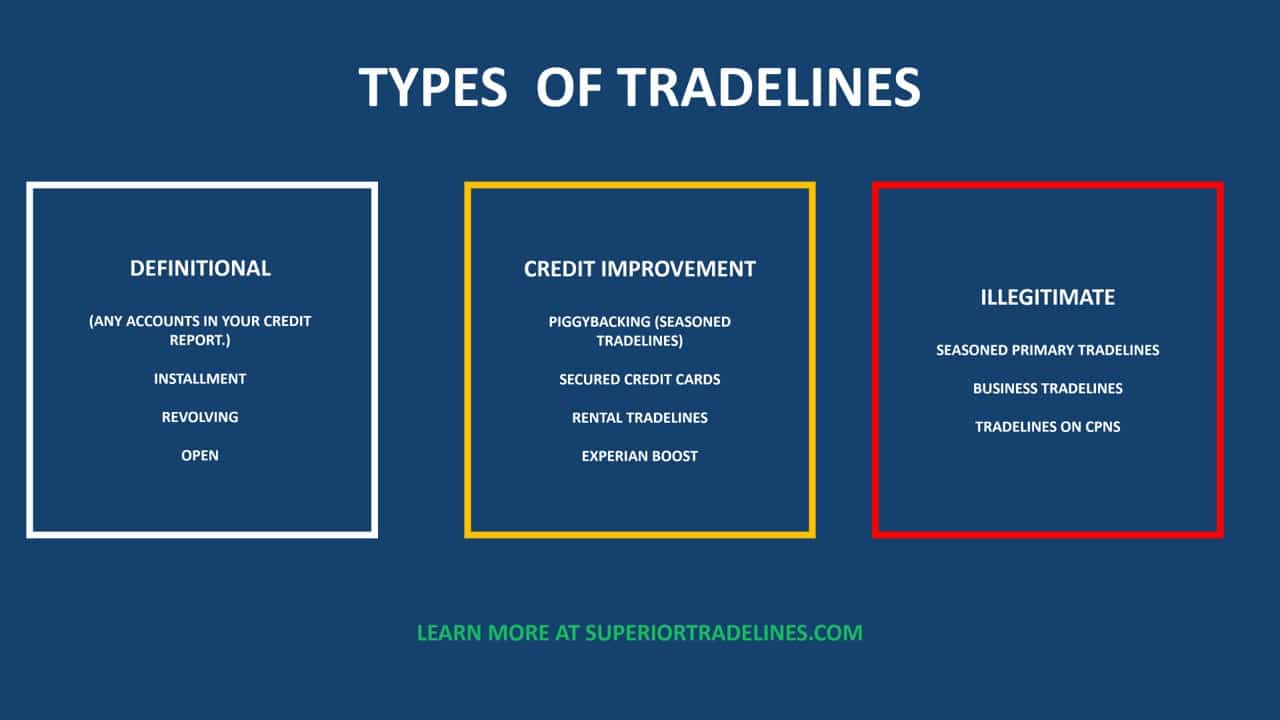 TYPES OF TRADELINES
DEFINITIONAL
(ANY ACCOUNTS IN YOUR CREDIT
REPORT.)
INSTALLMENT
REVOLVING
OPEN
CREDIT IMPROVEMENT
PIGGYBACKING (SEASONED
TRADELINES)
SECURED CREDIT CARDS
RENTAL TRADELINES
EXPERIAN BOOST
ILLEGITIMATE
SEASONED PRIMARY TRADELINES
BUSINESS TRADELINES
TRADELINES ON CPNS
LEARN MORE AT SUPERIORTRADELINES.COM